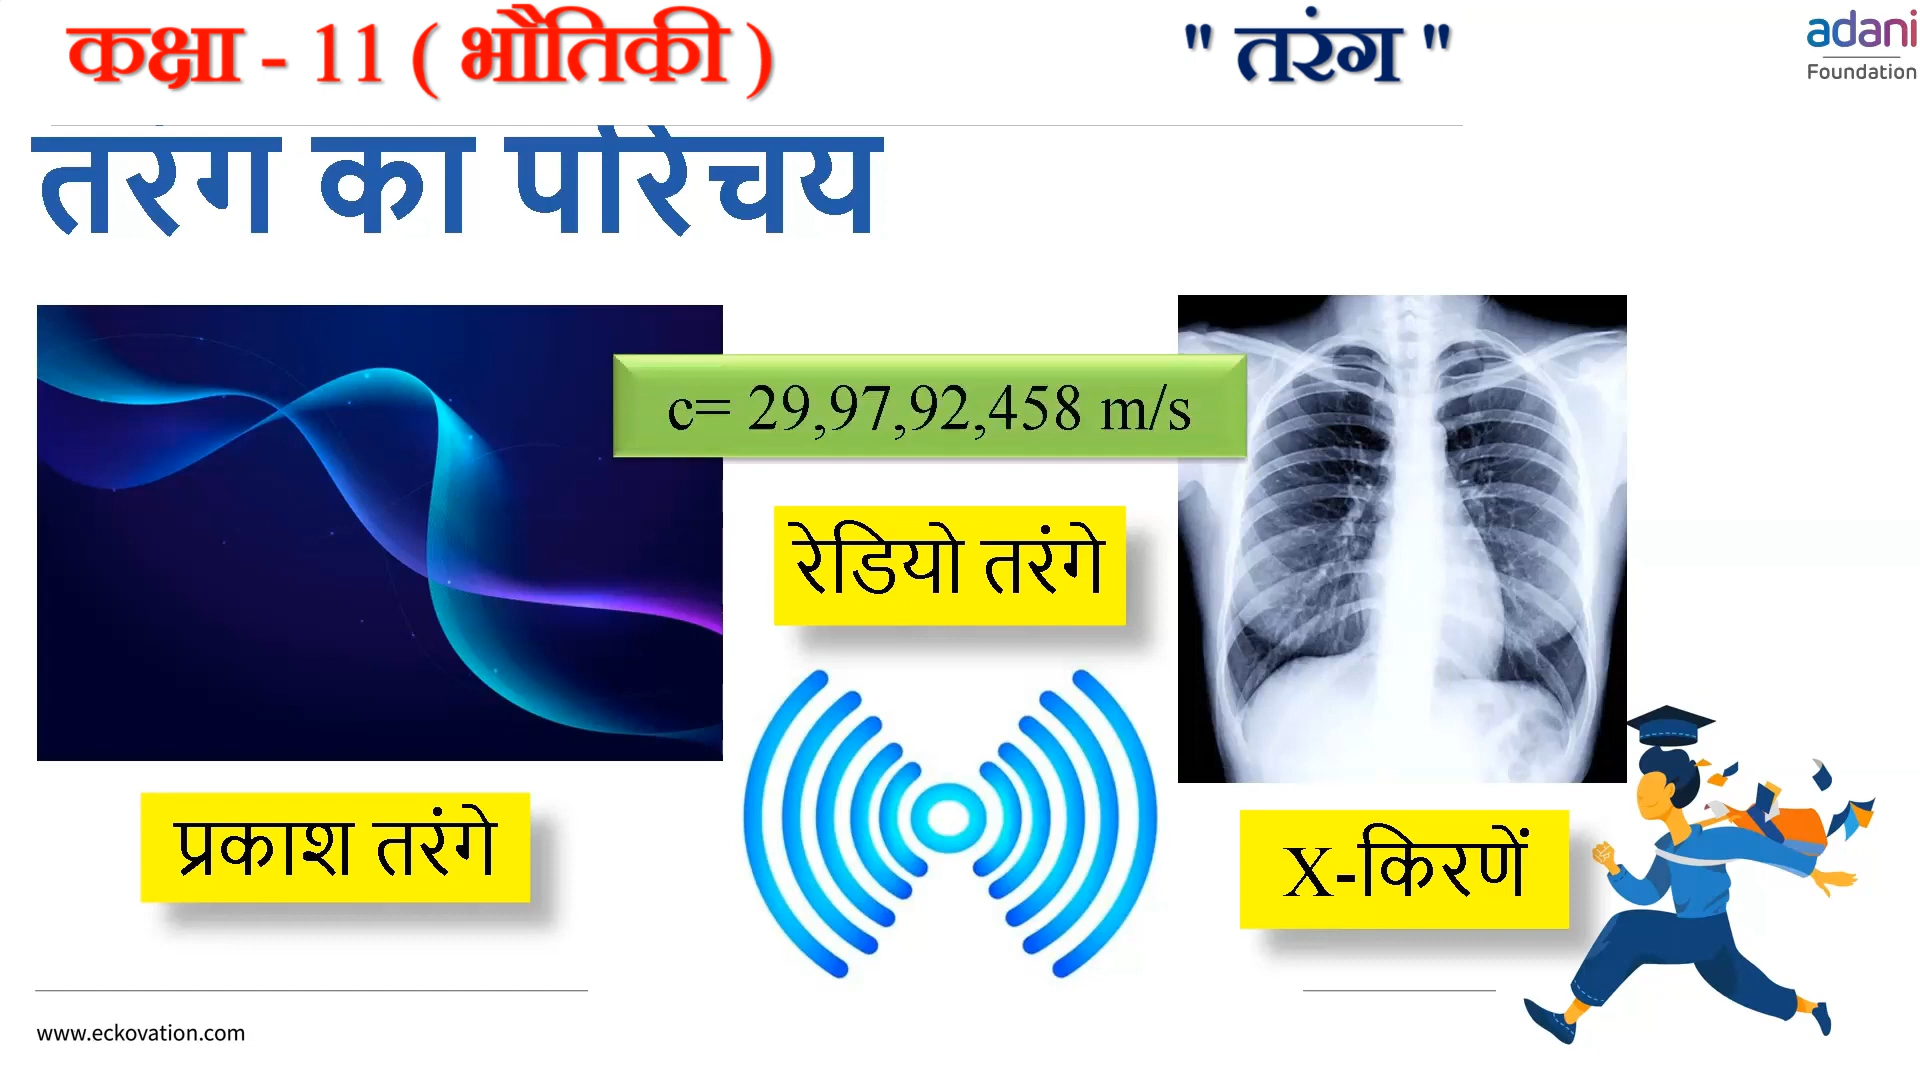 कक्षा - 11 ( भौतिकी )
" तरंग "
adani
Foundation
तरंग का परिचय
c= 29,97,92,458 m/s
रेडियो तरंगे
प्रकाश तरंगे
X-किरणें
www.eckovation.com